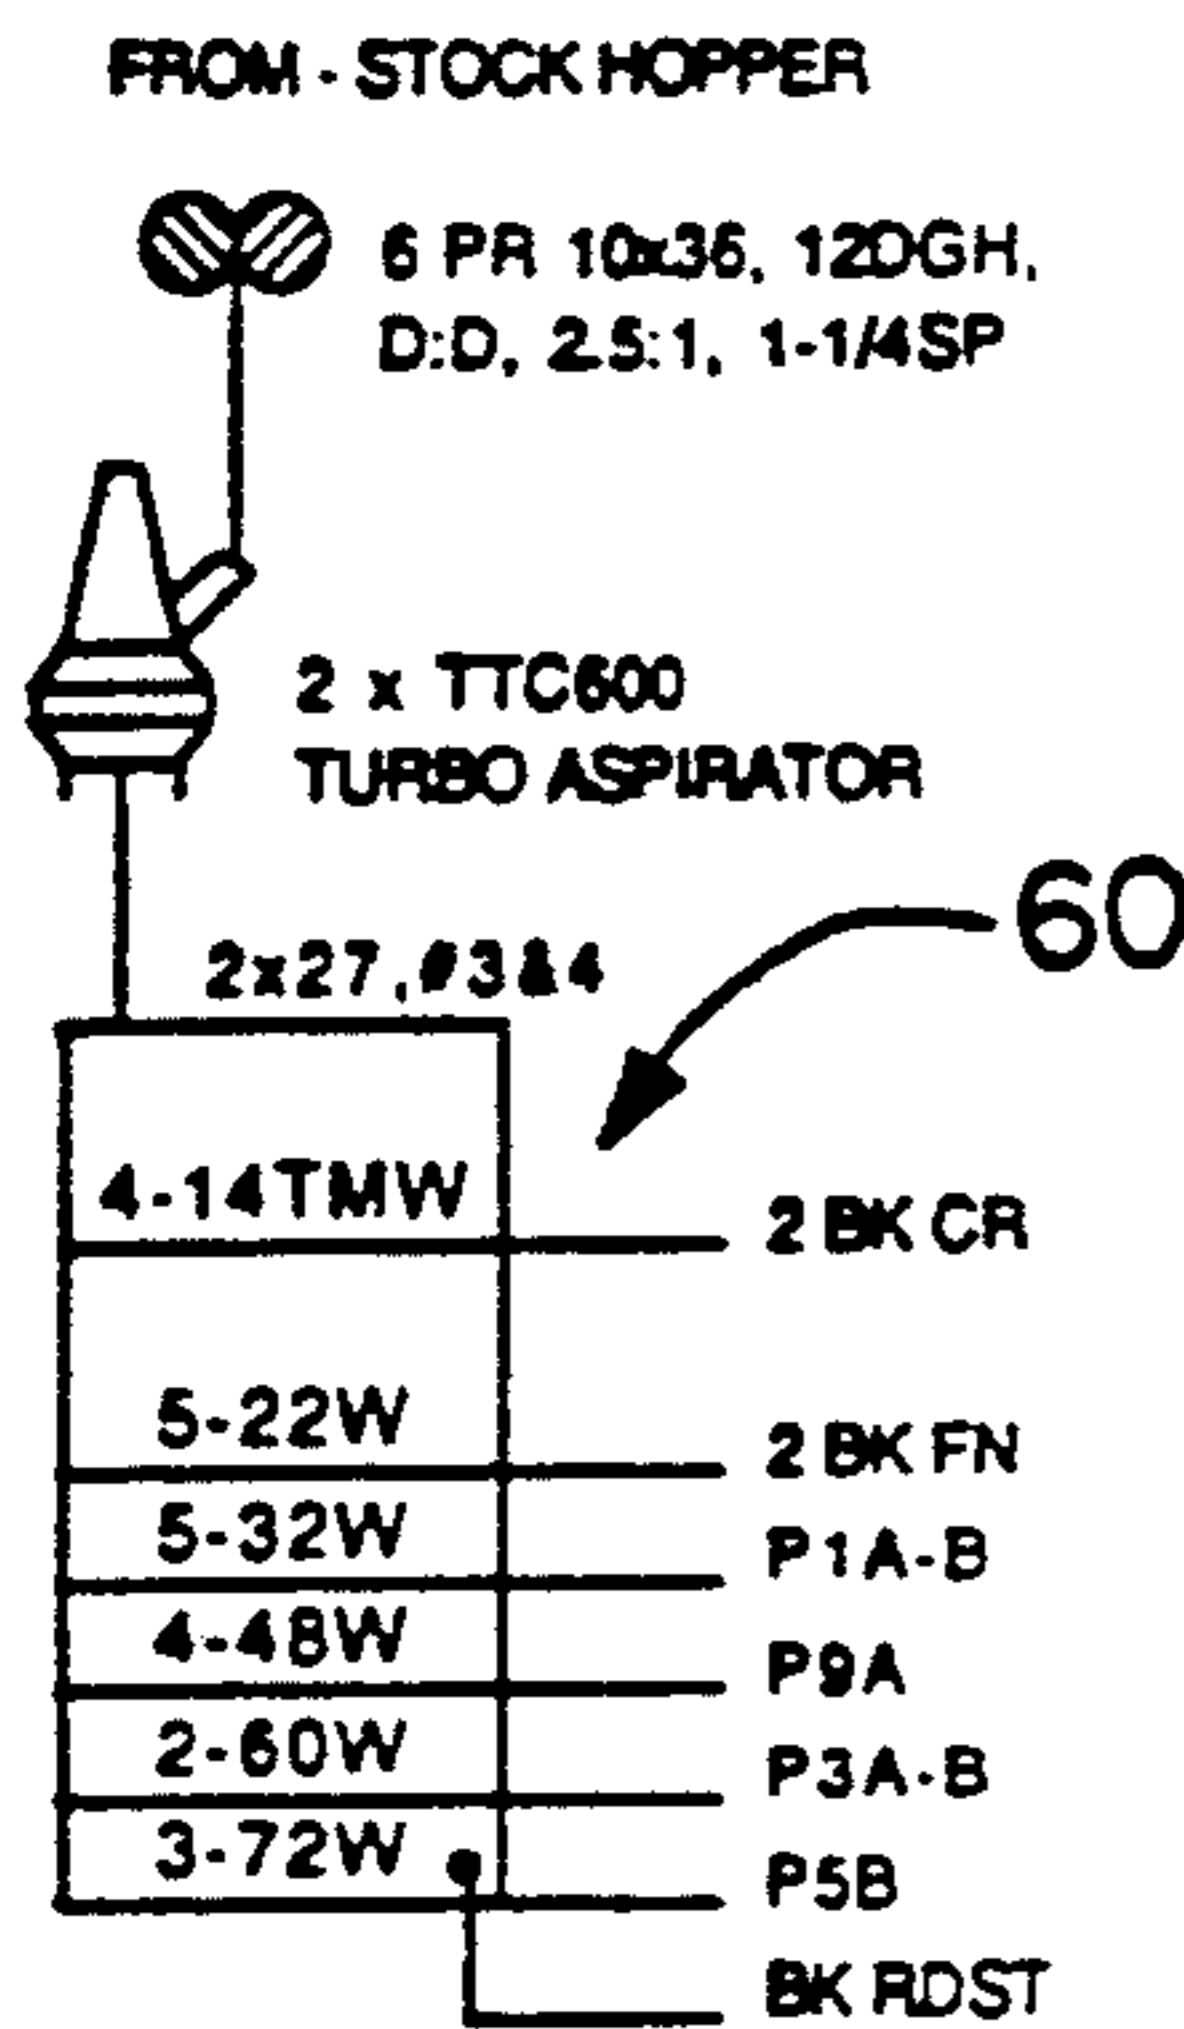 FROM - STOCK HOPPER
6 PR 10x36, 12DGH,
D:D, 2.5:1, 1-1/4SP
2 x TTC600
TURBO ASPIRATOR
60
2x27,#3&4
4-14TMW
2 BK CR
5-22W
2 BK FN
5-32W
P1A-B
4-48W
P9A
2-60W
P3A-B
3-72W
P5B
BK RDST